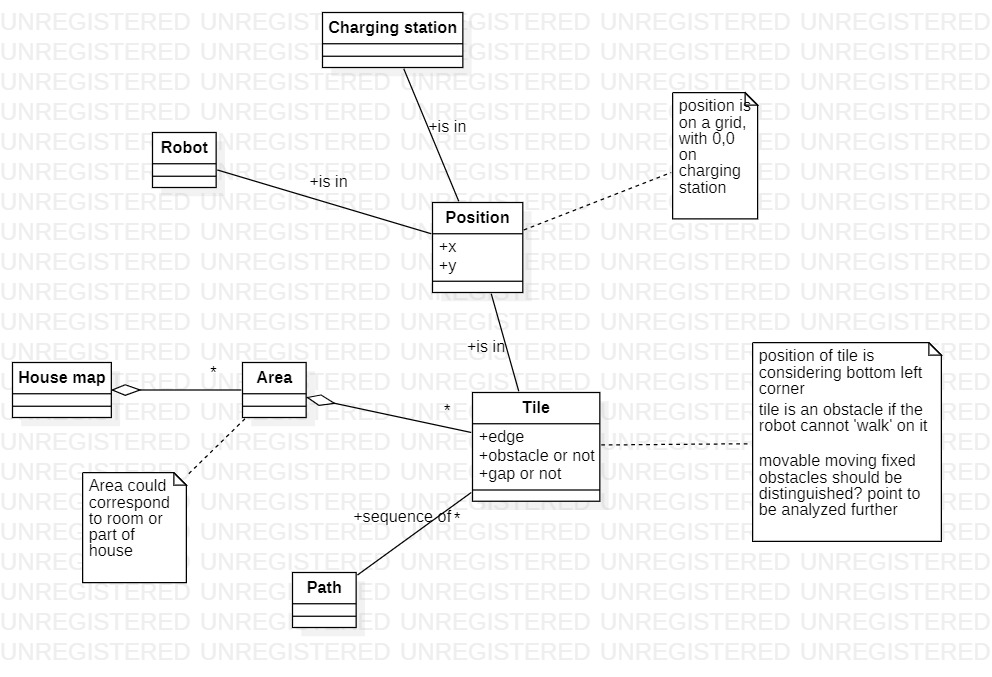 Charging station
+is in
position is
on a grid,
with 0,0
on
charging
station
Robot
+is in
Position
+x
+y
+is in
House map
*
Area
*
Tile
+edge
+obstacle or not
+gap or not
position of tile is
considering bottom left
corner
tile is an obstacle if the
robot cannot 'walk' on it
movable moving fixed
obstacles should be
distinguished? point to
be analyzed further
Area could
correspond
to room or
part of
house
+sequence of *
Path
UNREGISTERED